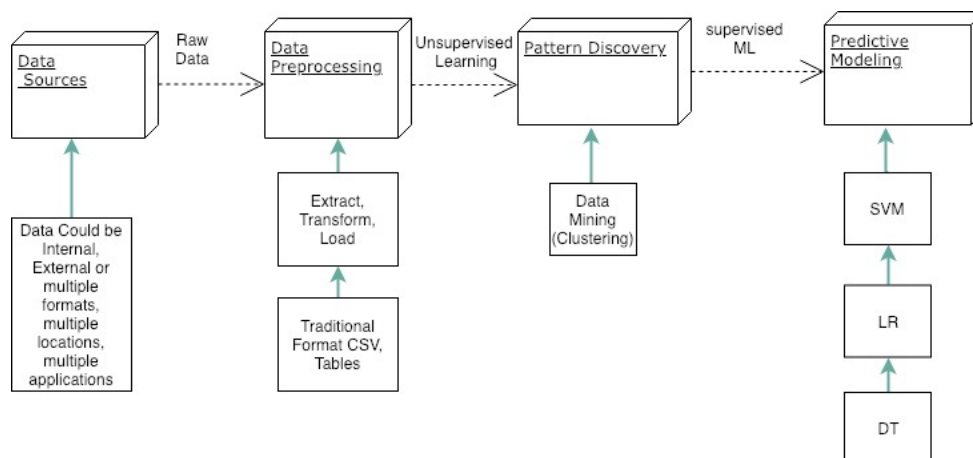 Data
Sources
Raw
Data
Data
Preprocessing
Unsupervised
Learning
Pattern Discovery
supervised
ML
Predictive
Modeling
Data Could be
Internal,
External or
multiple
formats,
multiple
locations,
multiple
applications
Extract,
Transform,
Load
Traditional
Format CSV,
Tables
Data
Mining
(Clustering)
SVM
LR
DT